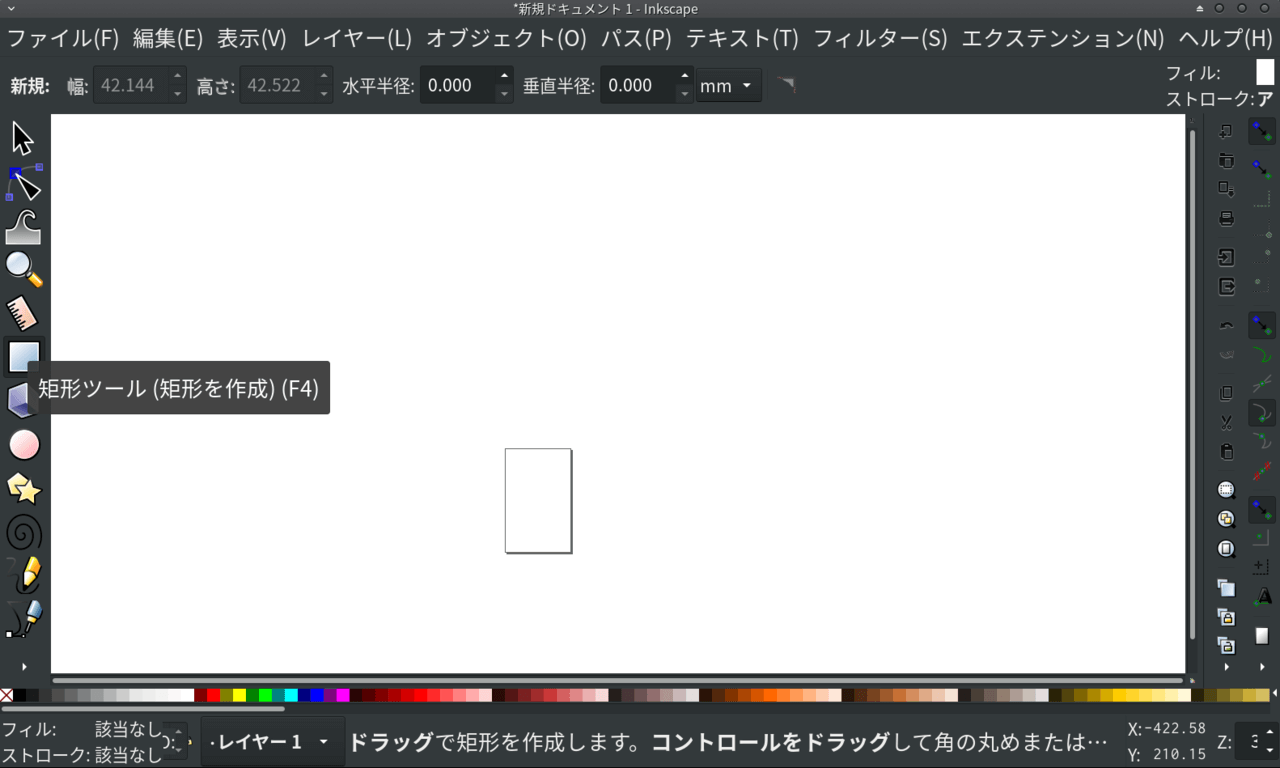 *新規ドキュメント 1 - Inkscape
ファイル(F) 編集(E) 表示(V) レイヤー(L) オブジェクト(O) パス(P) テキスト(T) フィルター(S) エクステンション(N) ヘルプ(H)
新規: 幅: 42.144 高さ: 42.522 水平半径: 0.000 垂直半径: 0.000 mm
フィル:
ストローク: ア
矩形ツール (矩形を作成) (F4)
フィル: 該当なし
ストローク: 該当なし
・レイヤー 1
ドラッグで矩形を作成します。コントロールをドラッグして角の丸めまたは…
X: -422.58
Y: 210.15
Z: 3